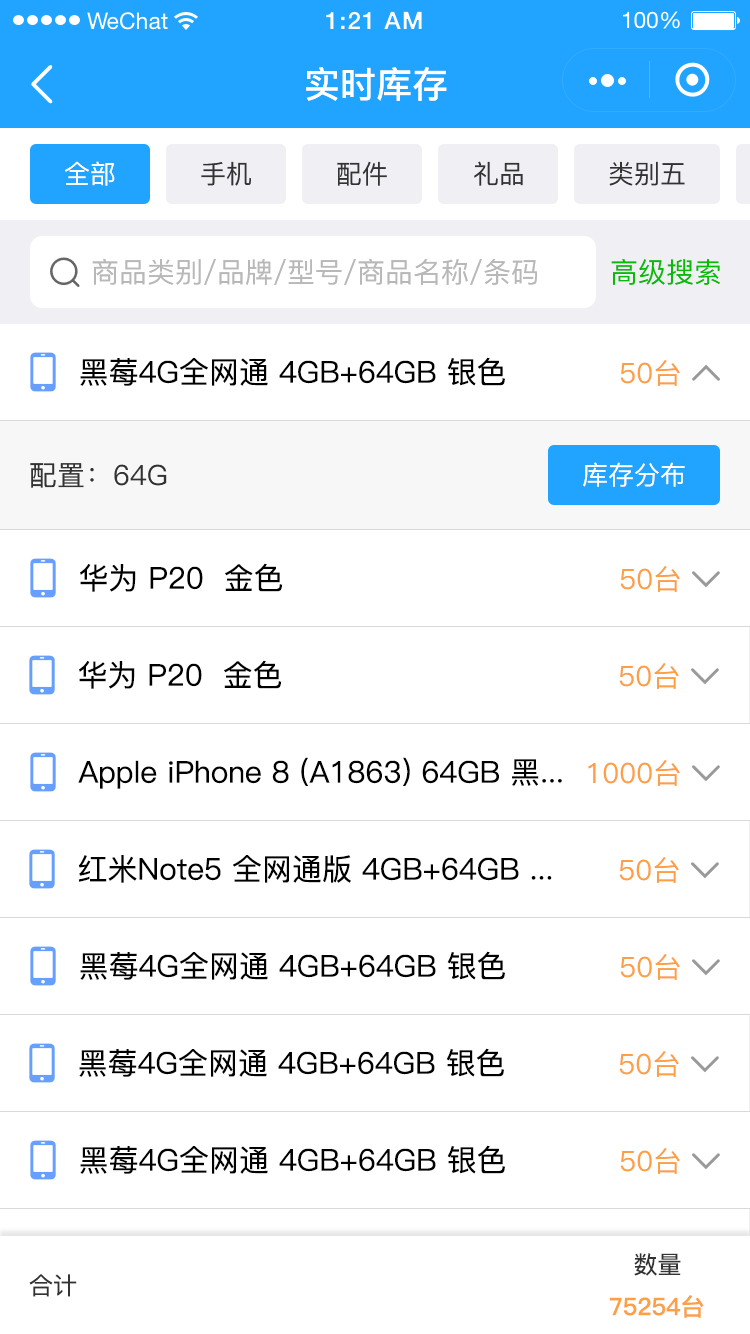 WeChat 1:21 AM 100%
实时库存
全部 手机 配件 礼品 类别五
商品类别/品牌/型号/商品名称/条码 高级搜索
黑莓4G全网通 4GB+64GB 银色 50台
配置：64G 库存分布
华为 P20 金色 50台
华为 P20 金色 50台
Apple iPhone 8 (A1863) 64GB 黑... 1000台
红米Note5 全网通版 4GB+64GB ... 50台
黑莓4G全网通 4GB+64GB 银色 50台
黑莓4G全网通 4GB+64GB 银色 50台
黑莓4G全网通 4GB+64GB 银色 50台
合计 数量
75254台